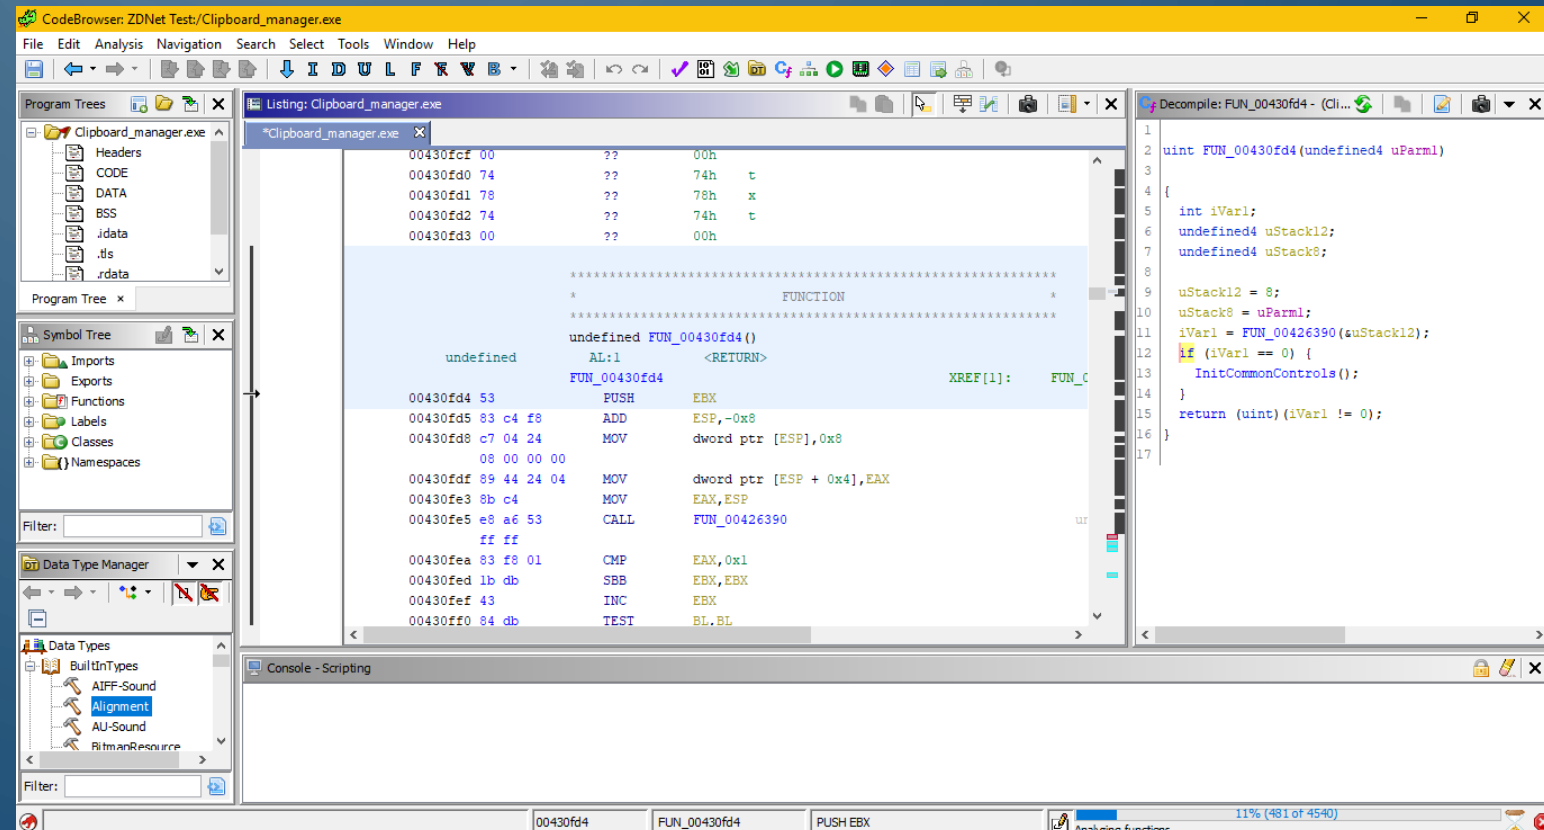 CodeBrowser: ZDNet Test:/Clipboard_manager.exe
File Edit Analysis Navigation Search Select Tools Window Help
I D U L F B
Program Trees
Clipboard_manager.exe
Headers
CODE
DATA
BSS
.idata
.tls
.rdata
Program Tree ×
Symbol Tree
Imports
Exports
Functions
Labels
Classes
Namespaces
Filter:
Data Type Manager
Data Types
BuiltInTypes
AIFF-Sound
Alignment
AU-Sound
BitmapResource
Filter:
Listing: Clipboard_manager.exe
*Clipboard_manager.exe
00430fcf 00 ?? 00h
00430fd0 74 ?? 74h t
00430fd1 78 ?? 78h x
00430fd2 74 ?? 74h t
00430fd3 00 ?? 00h
**************************************************************
* FUNCTION *
**************************************************************
undefined FUN_00430fd4()
undefined AL:1 <RETURN>
FUN_00430fd4 XREF[1]: FUN_0
00430fd4 53 PUSH EBX
00430fd5 83 c4 f8 ADD ESP,-0x8
00430fd8 c7 04 24 MOV dword ptr [ESP],0x8
08 00 00 00
00430fdf 89 44 24 04 MOV dword ptr [ESP + 0x4],EAX
00430fe3 8b c4 MOV EAX,ESP
00430fe5 e8 a6 53 CALL FUN_00426390 un
ff ff
00430fea 83 f8 01 CMP EAX,0x1
00430fed 1b db SBB EBX,EBX
00430fef 43 INC EBX
00430ff0 84 db TEST BL,BL
Decompile: FUN_00430fd4 - (Cli...
1
2 uint FUN_00430fd4(undefined4 uParm1)
3
4 {
5 int iVar1;
6 undefined4 uStack12;
7 undefined4 uStack8;
8
9 uStack12 = 8;
10 uStack8 = uParm1;
11 iVar1 = FUN_00426390(&uStack12);
12 if (iVar1 == 0) {
13 InitCommonControls();
14 }
15 return (uint)(iVar1 != 0);
16 }
17
Console - Scripting
00430fd4 FUN_00430fd4 PUSH EBX
11% (481 of 4540)
Analyzing functions